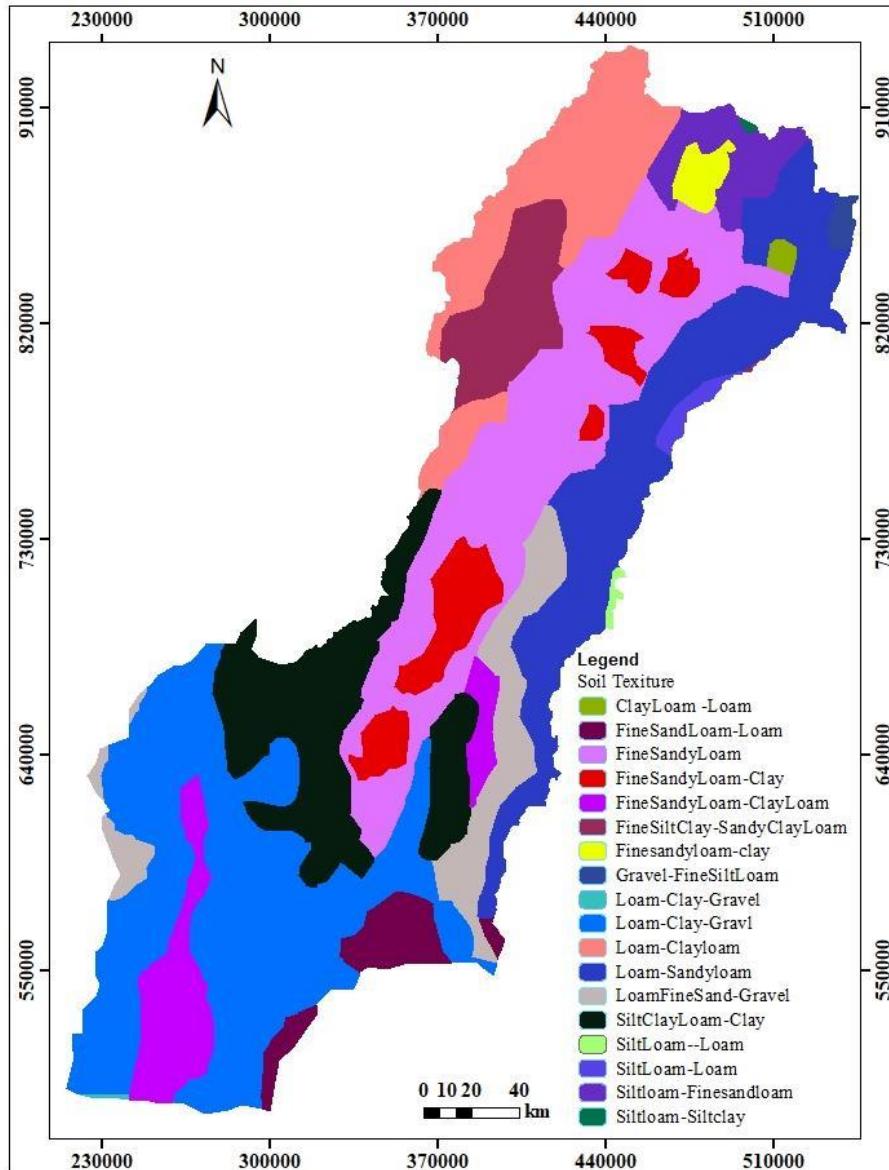 230000 300000 370000 440000 510000
N
910000 910000
820000 820000
730000 730000
640000 640000
550000 550000
Legend
Soil Texiture
ClayLoam -Loam
FineSandLoam-Loam
FineSandyLoam
FineSandyLoam-Clay
FineSandyLoam-ClayLoam
FineSiltClay-SandyClayLoam
Finesandyloam-clay
Gravel-FineSiltLoam
Loam-Clay-Gravel
Loam-Clay-Gravl
Loam-Clayloam
Loam-Sandyloam
LoamFineSand-Gravel
SiltClayLoam-Clay
SiltLoam--Loam
SiltLoam-Loam
Siltloam-Finesandloam
Siltloam-Siltclay
0 10 20 40
km
230000 300000 370000 440000 510000